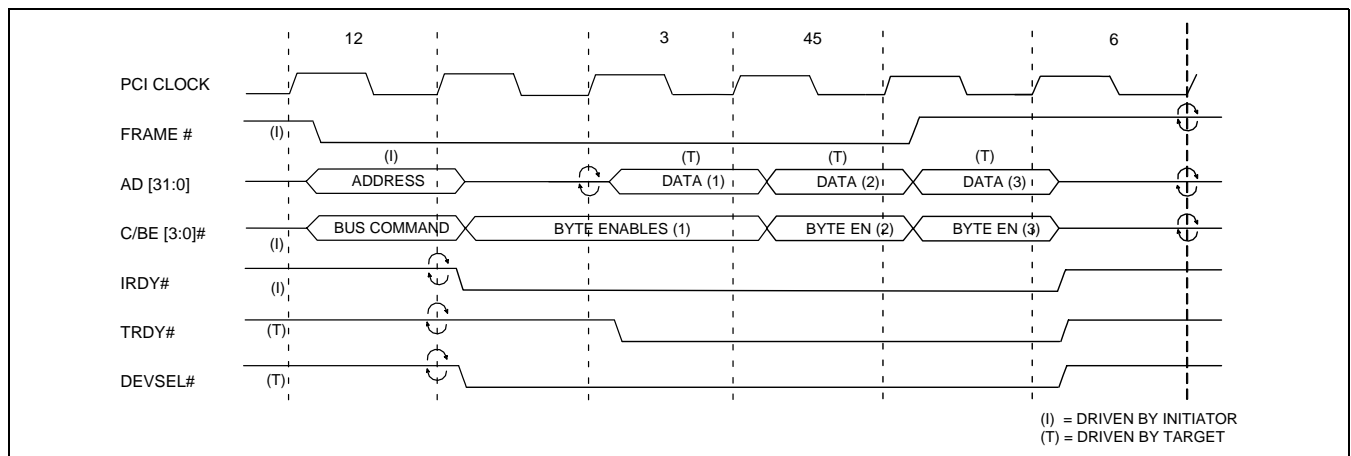 12 3 45 6
PCI CLOCK
FRAME # (I)
(I) (T) (T) (T)
AD [31:0] ADDRESS DATA (1) DATA (2) DATA (3)
C/BE [3:0]# (I) BUS COMMAND BYTE ENABLES (1) BYTE EN (2) BYTE EN (3)
IRDY# (I)
TRDY# (T)
DEVSEL# (T)
(I) = DRIVEN BY INITIATOR
(T) = DRIVEN BY TARGET